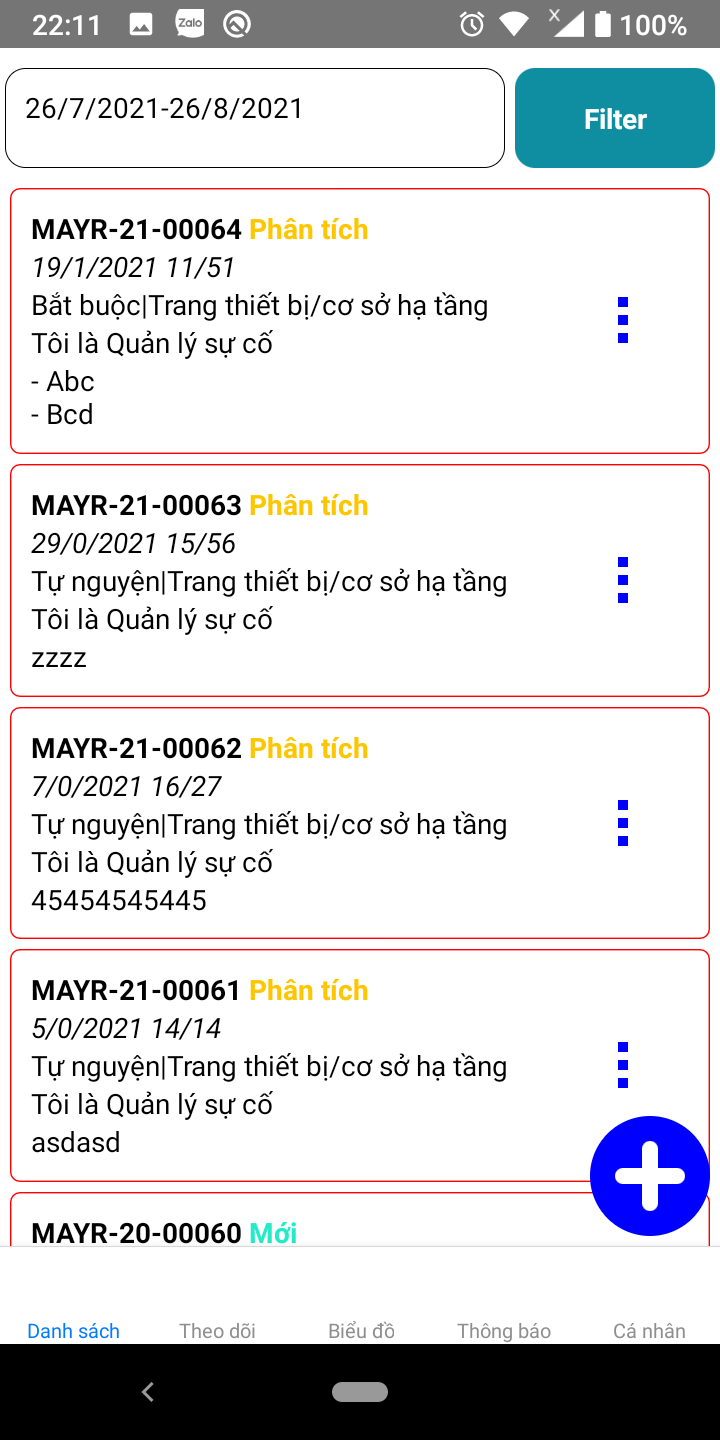 22:11 Zalo 100%
26/7/2021-26/8/2021 Filter
MAYR-21-00064 Phân tích
19/1/2021 11/51
Bắt buộc|Trang thiết bị/cơ sở hạ tầng
Tôi là Quản lý sự cố
- Abc
- Bcd
MAYR-21-00063 Phân tích
29/0/2021 15/56
Tự nguyện|Trang thiết bị/cơ sở hạ tầng
Tôi là Quản lý sự cố
zzzz
MAYR-21-00062 Phân tích
7/0/2021 16/27
Tự nguyện|Trang thiết bị/cơ sở hạ tầng
Tôi là Quản lý sự cố
45454545445
MAYR-21-00061 Phân tích
5/0/2021 14/14
Tự nguyện|Trang thiết bị/cơ sở hạ tầng
Tôi là Quản lý sự cố
asdasd
MAYR-20-00060 Mới
Danh sách Theo dõi Biểu đồ Thông báo Cá nhân